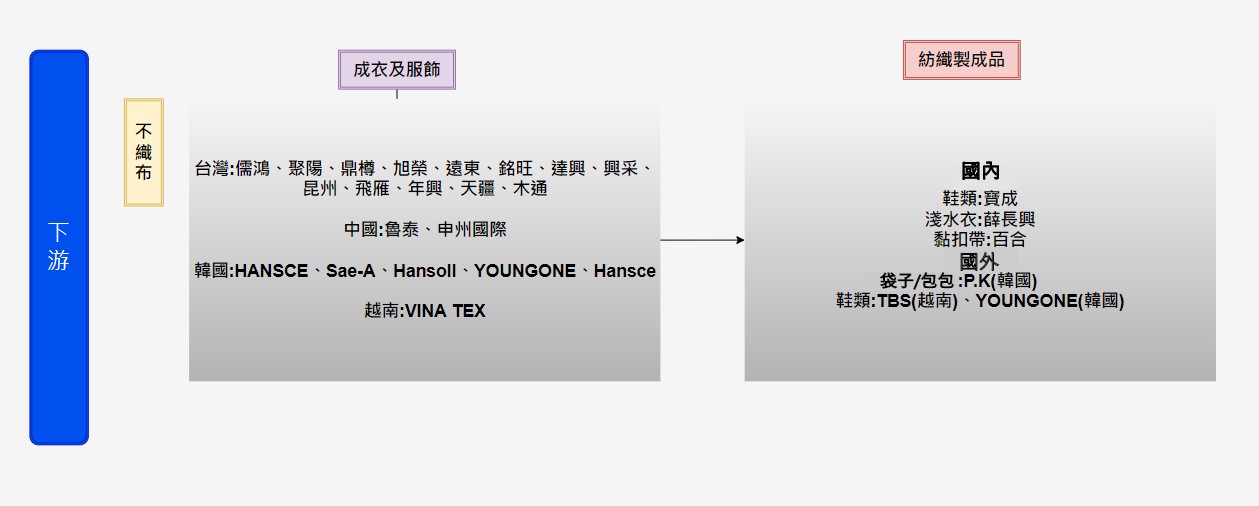 下游
不織布
成衣及服飾
台灣:儒鴻、聚陽、鼎樽、旭榮、遠東、銘旺、達興、興采、
昆州、飛雁、年興、天疆、木通
中國:魯泰、申州國際
韓國:HANSCE、Sae-A、Hansoll、YOUNGONE、Hansce
越南:VINA TEX
紡織製成品
國內
鞋類:寶成
淺水衣:薛長興
黏扣帶:百合
國外
袋子/包包:P.K(韓國)
鞋類:TBS(越南)、YOUNGONE(韓國)